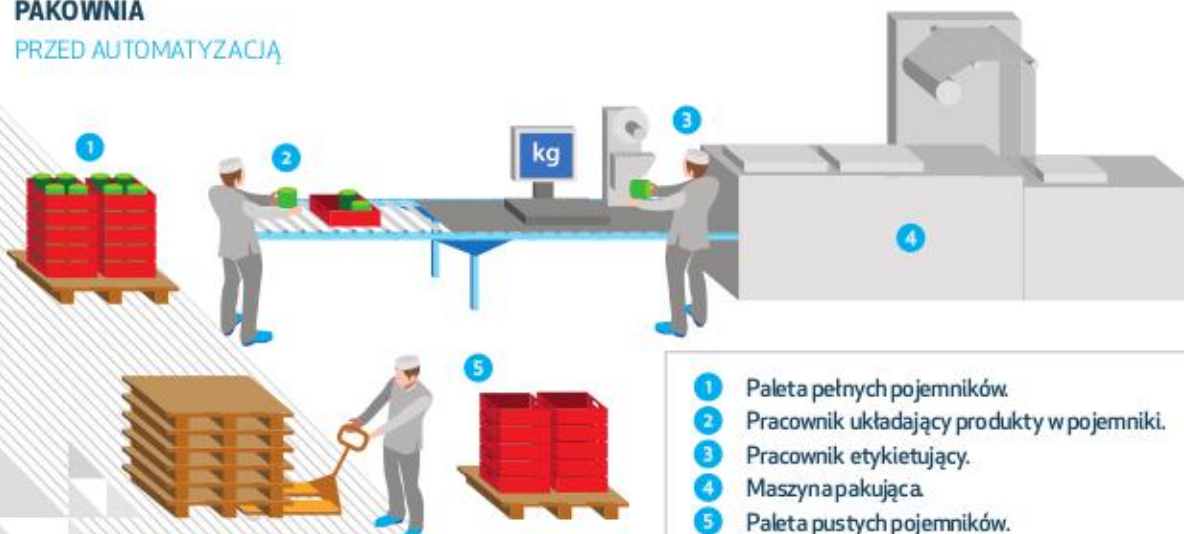 PAKOWNIA
PRZED AUTOMATYZACJĄ
1
2
3
kg
4
5
1 Paleta pełnych pojemników.
2 Pracownik układający produkty w pojemniki.
3 Pracownik etykietujący.
4 Maszyna pakująca.
5 Paleta pustych pojemników.